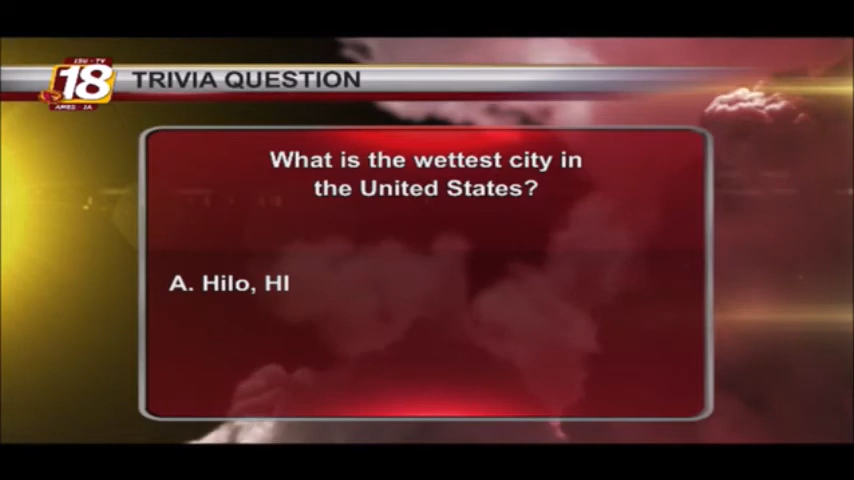 ISU - TV
18
AMES - IA
TRIVIA QUESTION
What is the wettest city in
the United States?
A. Hilo, HI